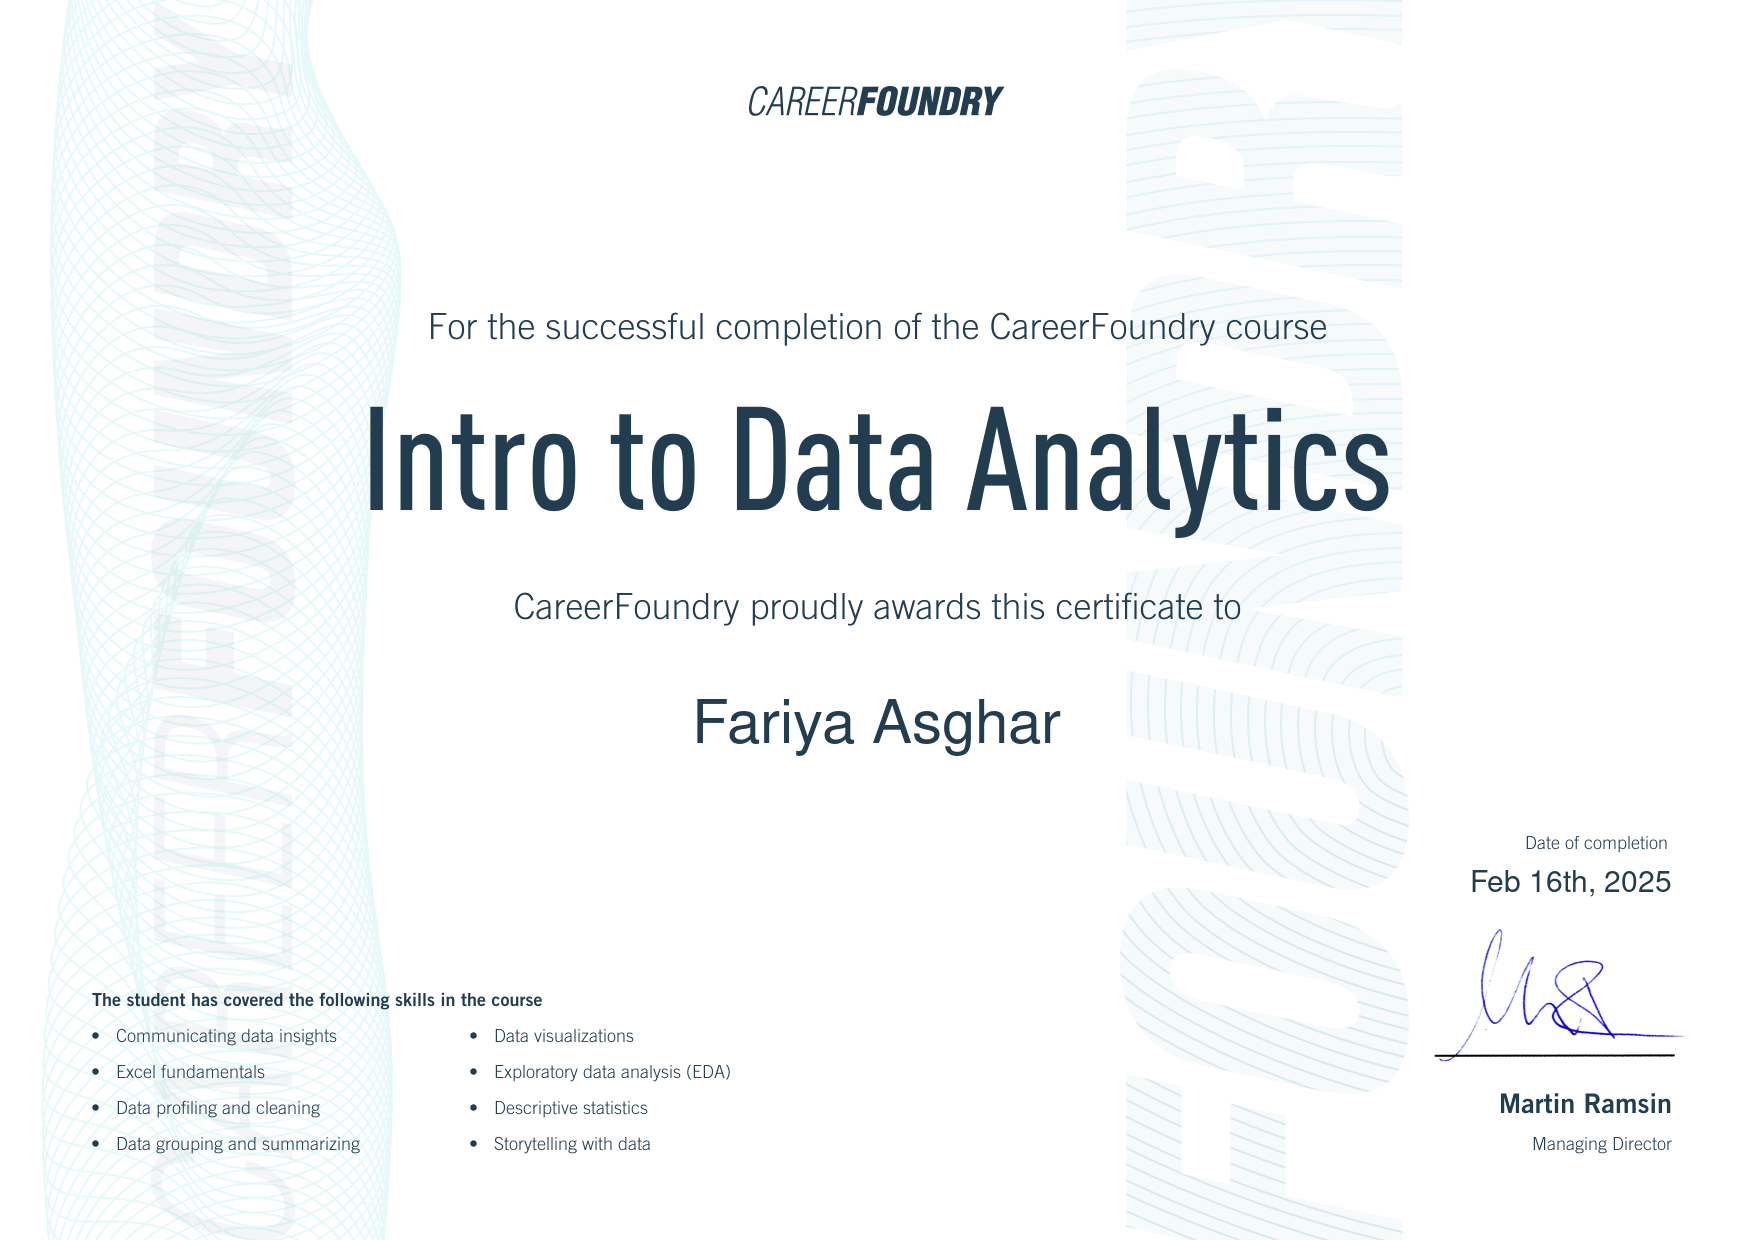 CAREERFOUNDRY
For the successful completion of the CareerFoundry course
Intro to Data Analytics
CareerFoundry proudly awards this certificate to
Fariya Asghar
Date of completion
Feb 16th, 2025
The student has covered the following skills in the course
• Communicating data insights
• Excel fundamentals
• Data profiling and cleaning
• Data grouping and summarizing
• Data visualizations
• Exploratory data analysis (EDA)
• Descriptive statistics
• Storytelling with data
Martin Ramsin
Managing Director
CAREERFOUNDRY
FOUNDRY